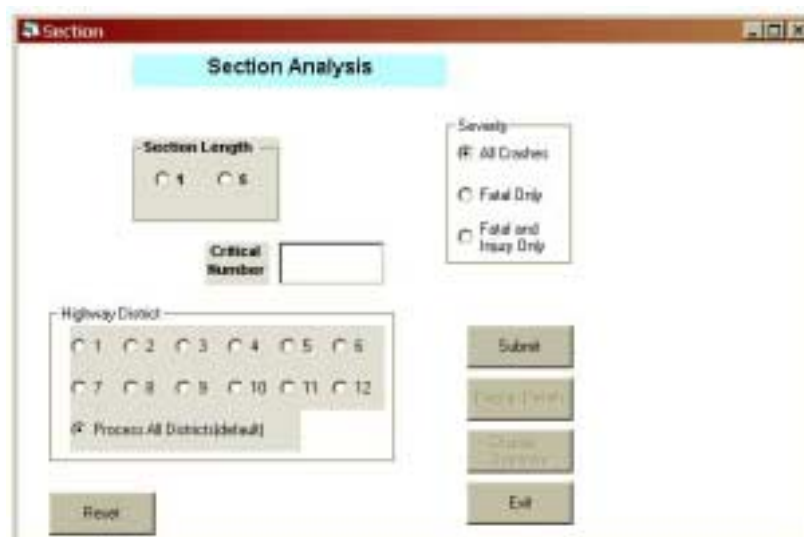 Section
Section Analysis
Section Length
1
Severity
All Crashes
Fatal Only
Fatal and
Injury Only
Critical
Number
Highway District
1 2 3 4 5 6
7 8 9 10 11 12
Process All Districts(default)
Submit
Exit
Reset